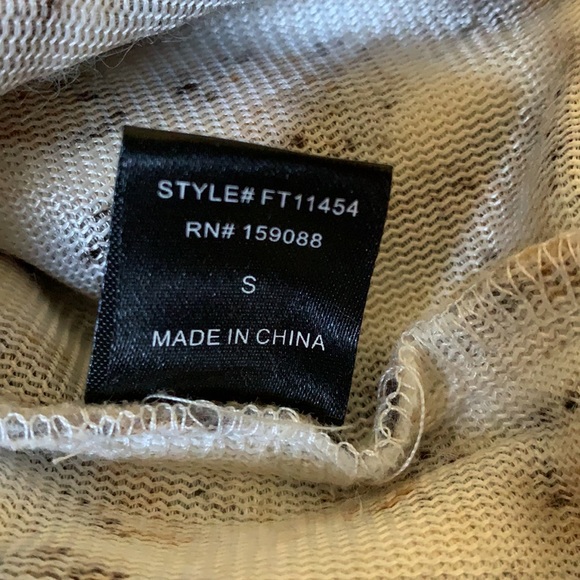 STYLE# FT11454
RN# 159088
S
MADE IN CHINA